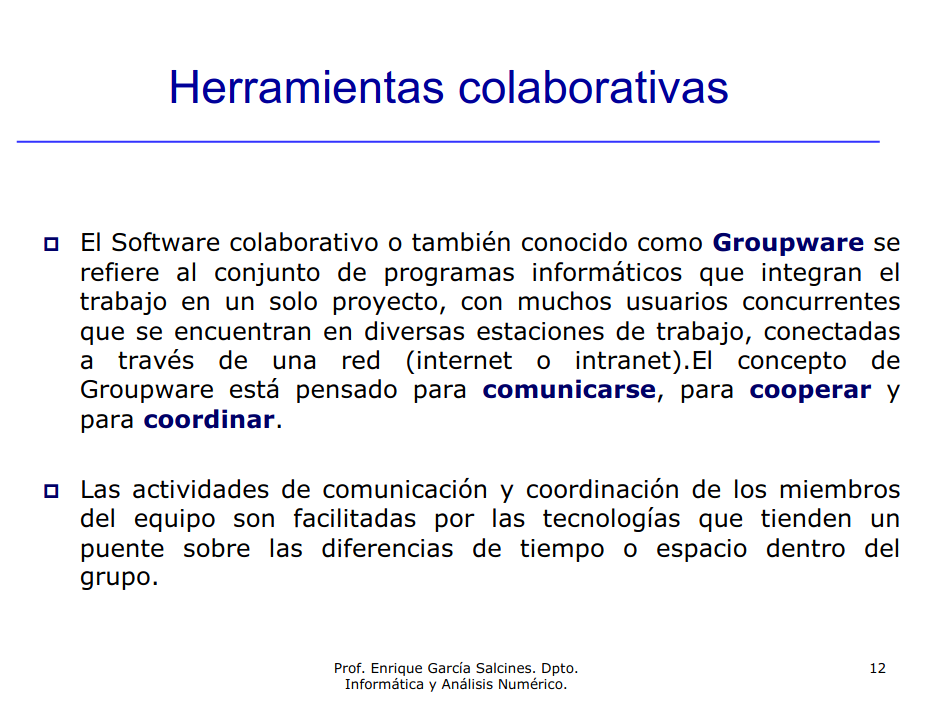 Herramientas colaborativas
El Software colaborativo o también conocido como Groupware se
refiere al conjunto de programas informáticos que integran el
trabajo en un solo proyecto, con muchos usuarios concurrentes
que se encuentran en diversas estaciones de trabajo, conectadas
a través de una red (internet o intranet).El concepto de
Groupware está pensado para comunicarse, para cooperar y
para coordinar.
Las actividades de comunicación y coordinación de los miembros
del equipo son facilitadas por las tecnologías que tienden un
puente sobre las diferencias de tiempo o espacio dentro del
grupo.
Prof. Enrique García Salcines. Dpto.
Informática y Análisis Numérico.
12